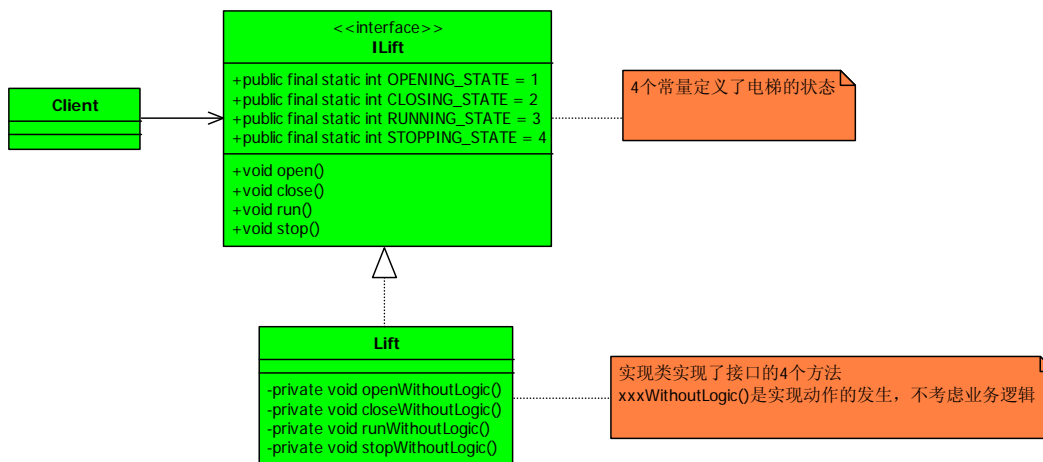 <<interface>>
ILift
+public final static int OPENING_STATE = 1
+public final static int CLOSING_STATE = 2
+public final static int RUNNING_STATE = 3
+public final static int STOPPING_STATE = 4
+void open()
+void close()
+void run()
+void stop()
Client
4个常量定义了电梯的状态
Lift
-private void openWithoutLogic()
-private void closeWithoutLogic()
-private void runWithoutLogic()
-private void stopWithoutLogic()
实现类实现了接口的4个方法
xxxWithoutLogic()是实现动作的发生，不考虑业务逻辑